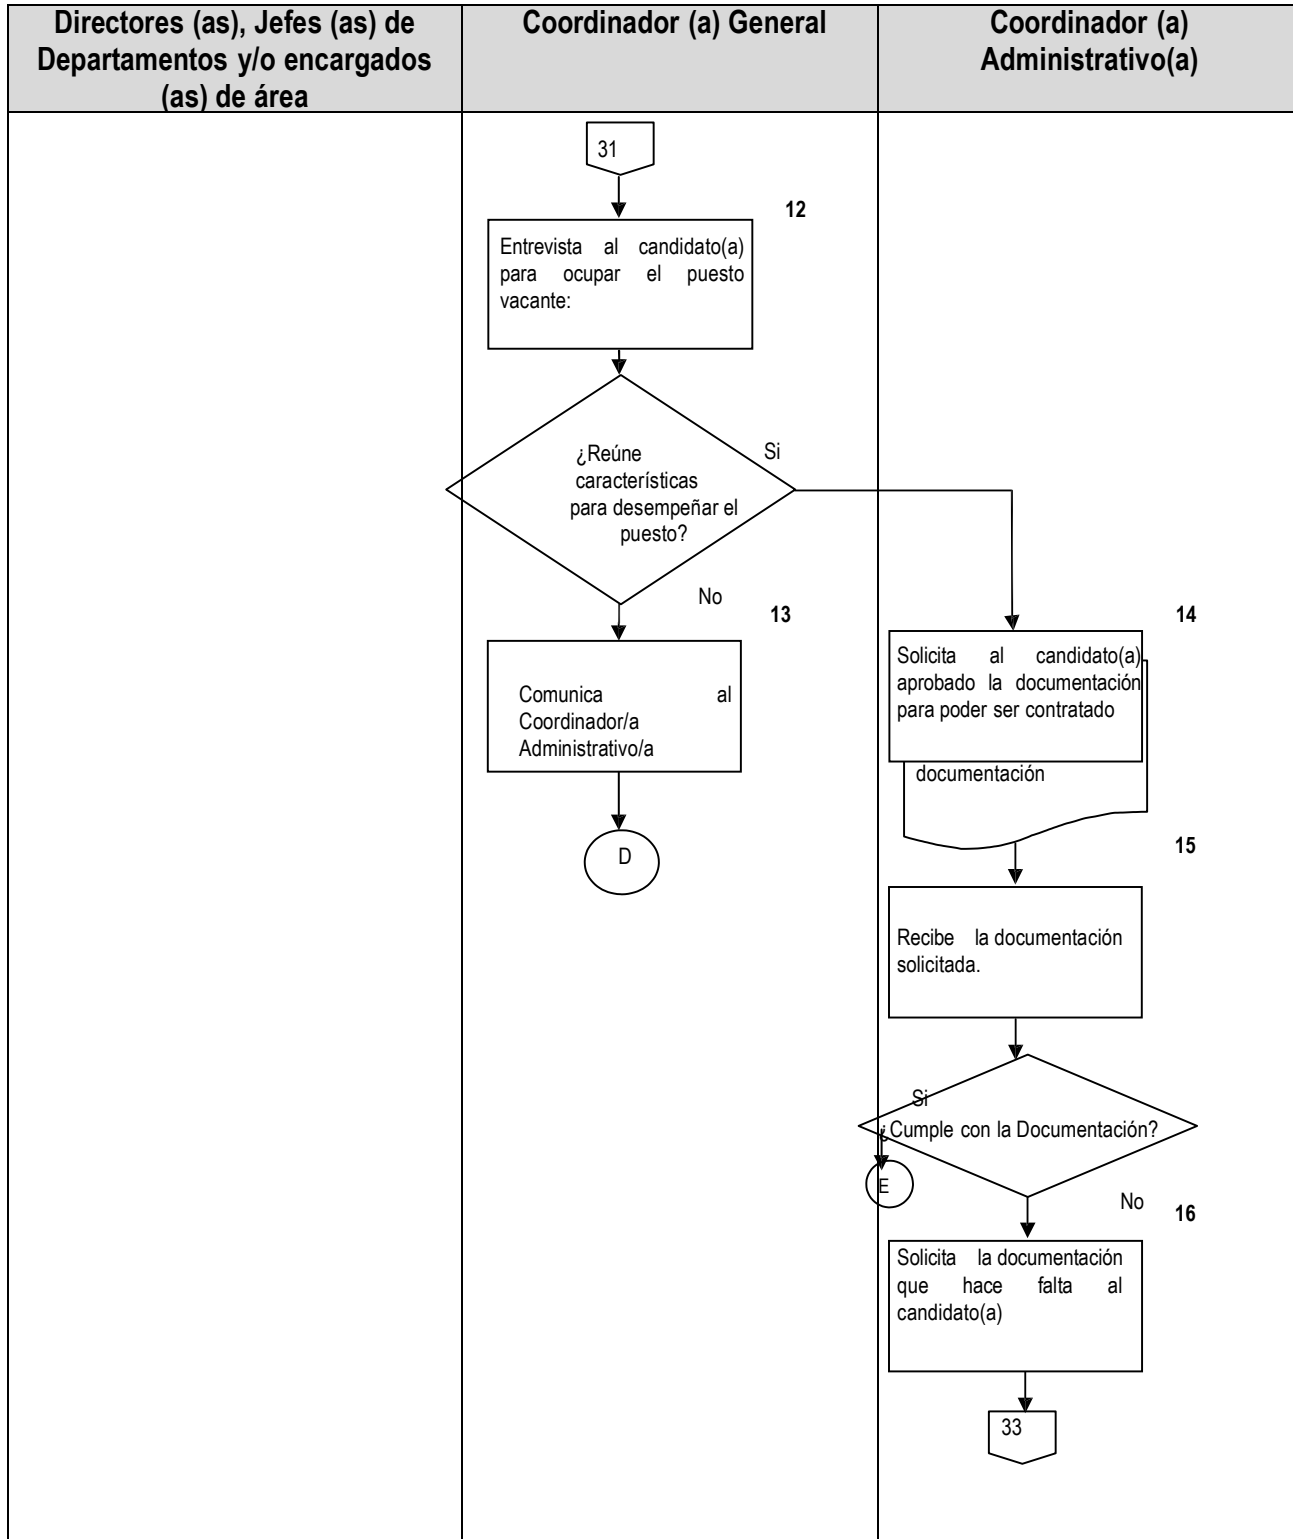 Directores (as), Jefes (as) de
Departamentos y/o encargados
(as) de área
Coordinador (a) General
Coordinador (a)
Administrativo(a)
31
12
Entrevista al candidato(a)
para ocupar el puesto
vacante:
¿Reúne
características
para desempeñar el
puesto?
Si
No
13
Comunica al
Coordinador/a
Administrativo/a
D
14
Solicita al candidato(a)
aprobado la documentación
para poder ser contratado
documentación
15
Recibe la documentación
solicitada.
Si
¿Cumple con la Documentación?
E
No
16
Solicita la documentación
que hace falta al
candidato(a)
33